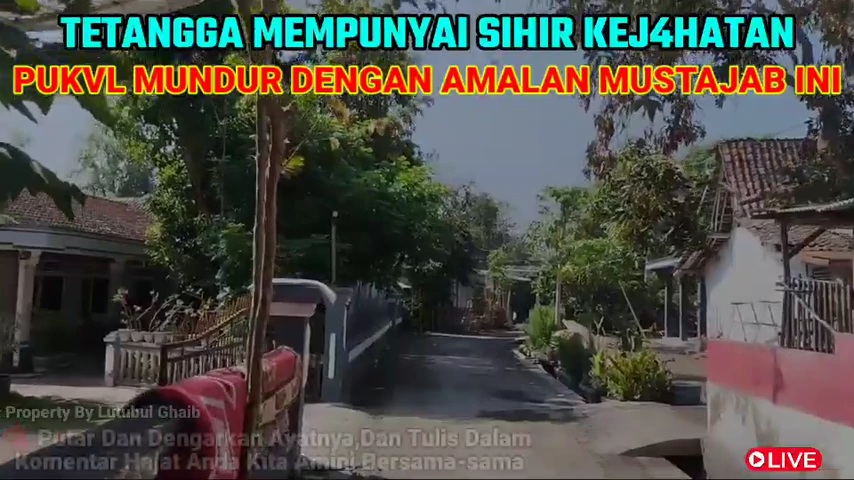 TETANGGA MEMPUNYAI SIHIR KEJ4HATAN
PUKVL MUNDUR DENGAN AMALAN MUSTAJAB INI
Property By Lutubul Ghaib
Putar Dan Dengarkan Ayatnya,Dan Tulis Dalam
Komentar Hajat Anda Kita Amini Bersama-sama
LIVE